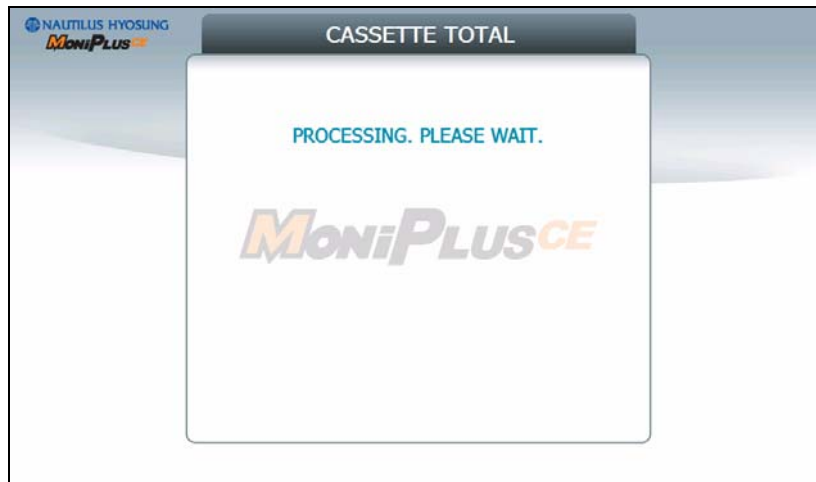 NAUTILUS HYOSUNG
MONiPLUSCE
CASSETTE TOTAL
PROCESSING. PLEASE WAIT.
MONiPLUSCE